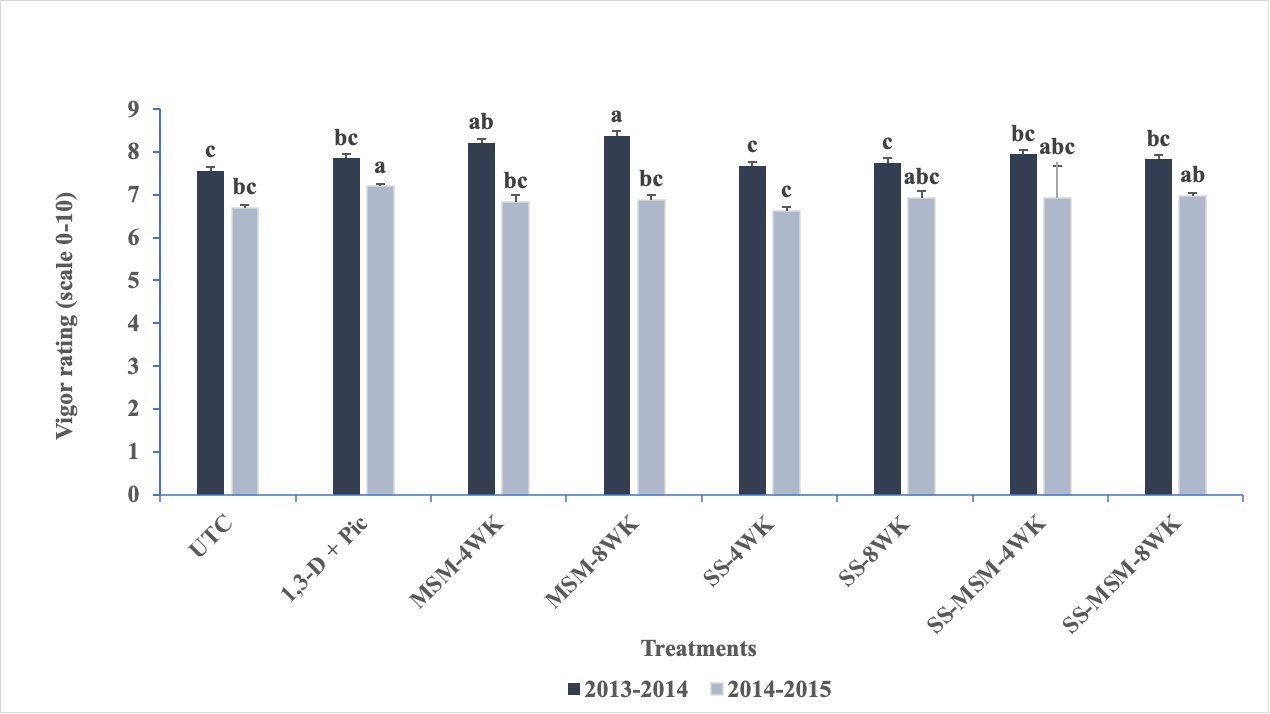 9
8
7
6
5
4
3
2
1
0
Vigor rating (scale 0-10)
c
bc
bc
a
ab
bc
a
bc
c
c
c
abc
bc
abc
bc
ab
UTC
1,3-D + Pic
MSM-4WK
MSM-8WK
SS-4WK
SS-8WK
SS-MSM-4WK
SS-MSM-8WK
Treatments
2013-2014 2014-2015